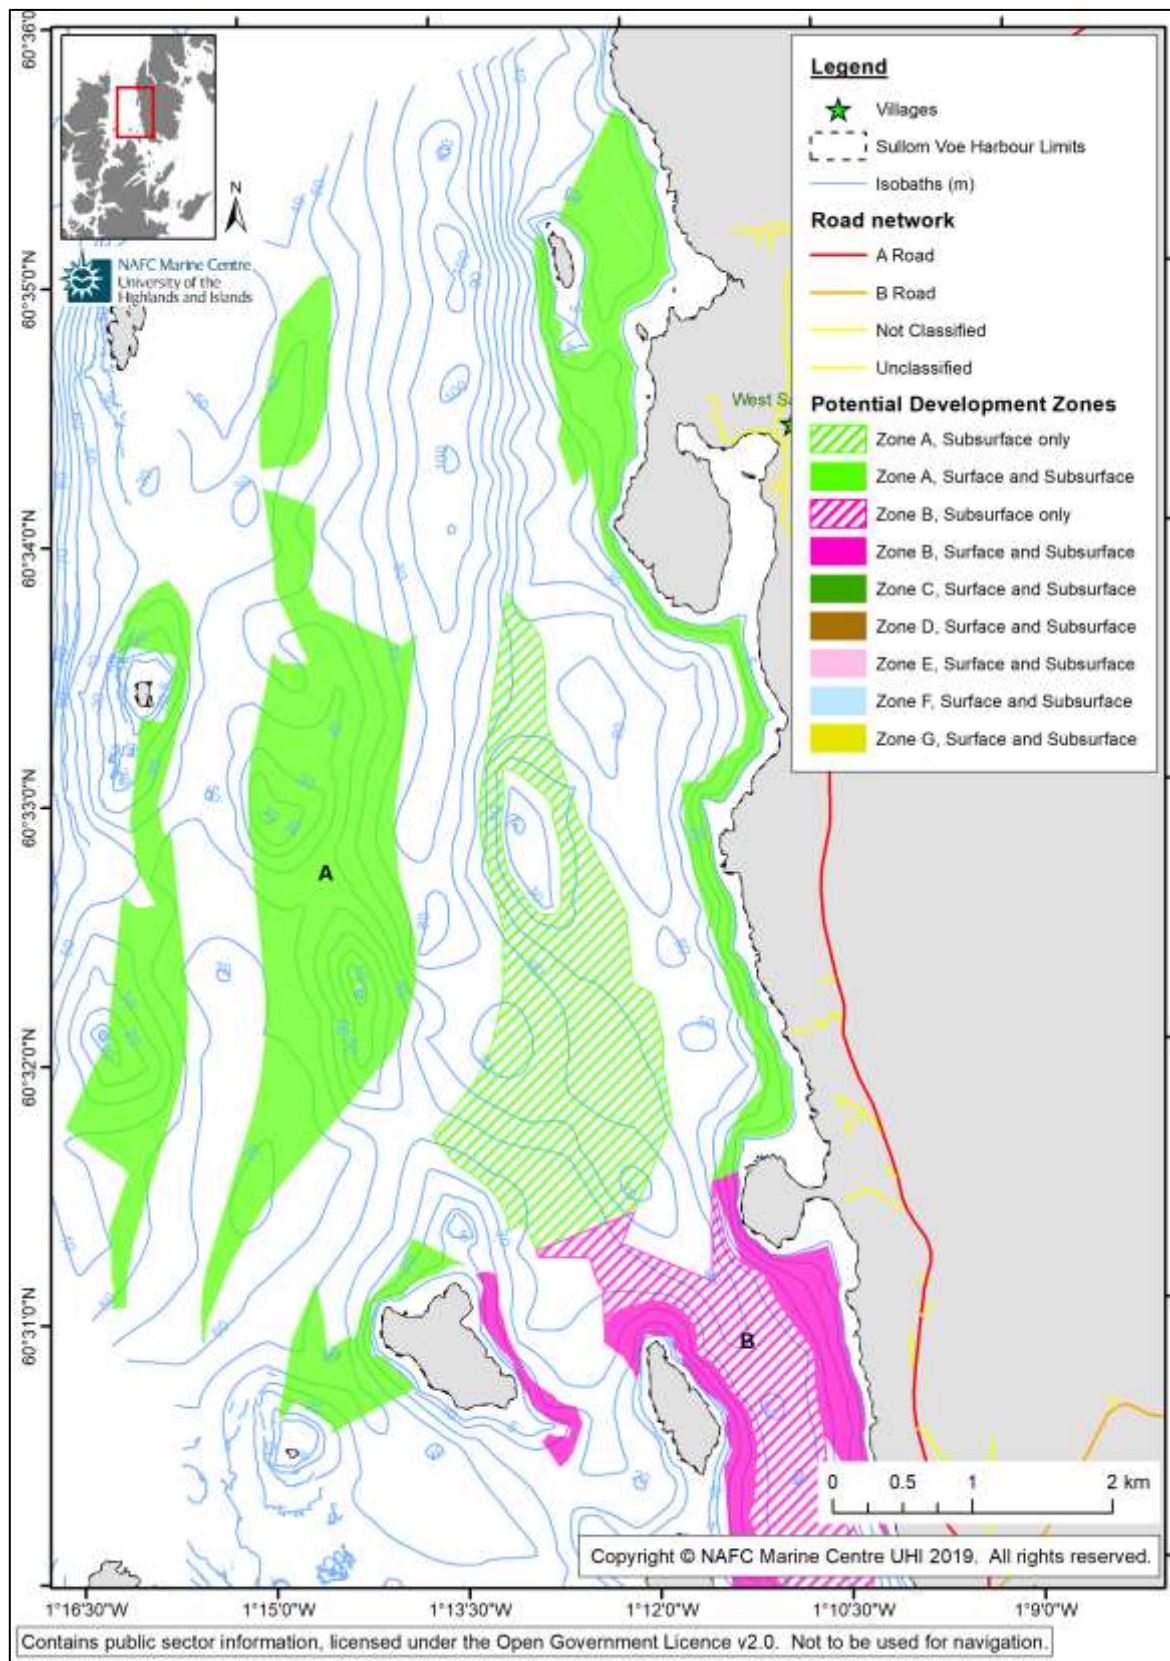 60°36'0
60°35'0"N
60°34'0"N
60°33'0"N
60°32'0"N
60°31'0"N
N
NAFC Marine Centre
University of the
Highlands and Islands
Legend
Villages
Sullom Voe Harbour Limits
Isobaths (m)
Road network
A Road
B Road
Not Classified
Unclassified
Potential Development Zones
Zone A, Subsurface only
Zone A, Surface and Subsurface
Zone B, Subsurface only
Zone B, Surface and Subsurface
Zone C, Surface and Subsurface
Zone D, Surface and Subsurface
Zone E, Surface and Subsurface
Zone F, Surface and Subsurface
Zone G, Surface and Subsurface
West Sa
A
B
0 0.5 1 2 km
Copyright © NAFC Marine Centre UHI 2019. All rights reserved.
1°16'30"W 1°15'0"W 1°13'30"W 1°12'0"W 1°10'30"W 1°9'0"W
Contains public sector information, licensed under the Open Government Licence v2.0. Not to be used for navigation.